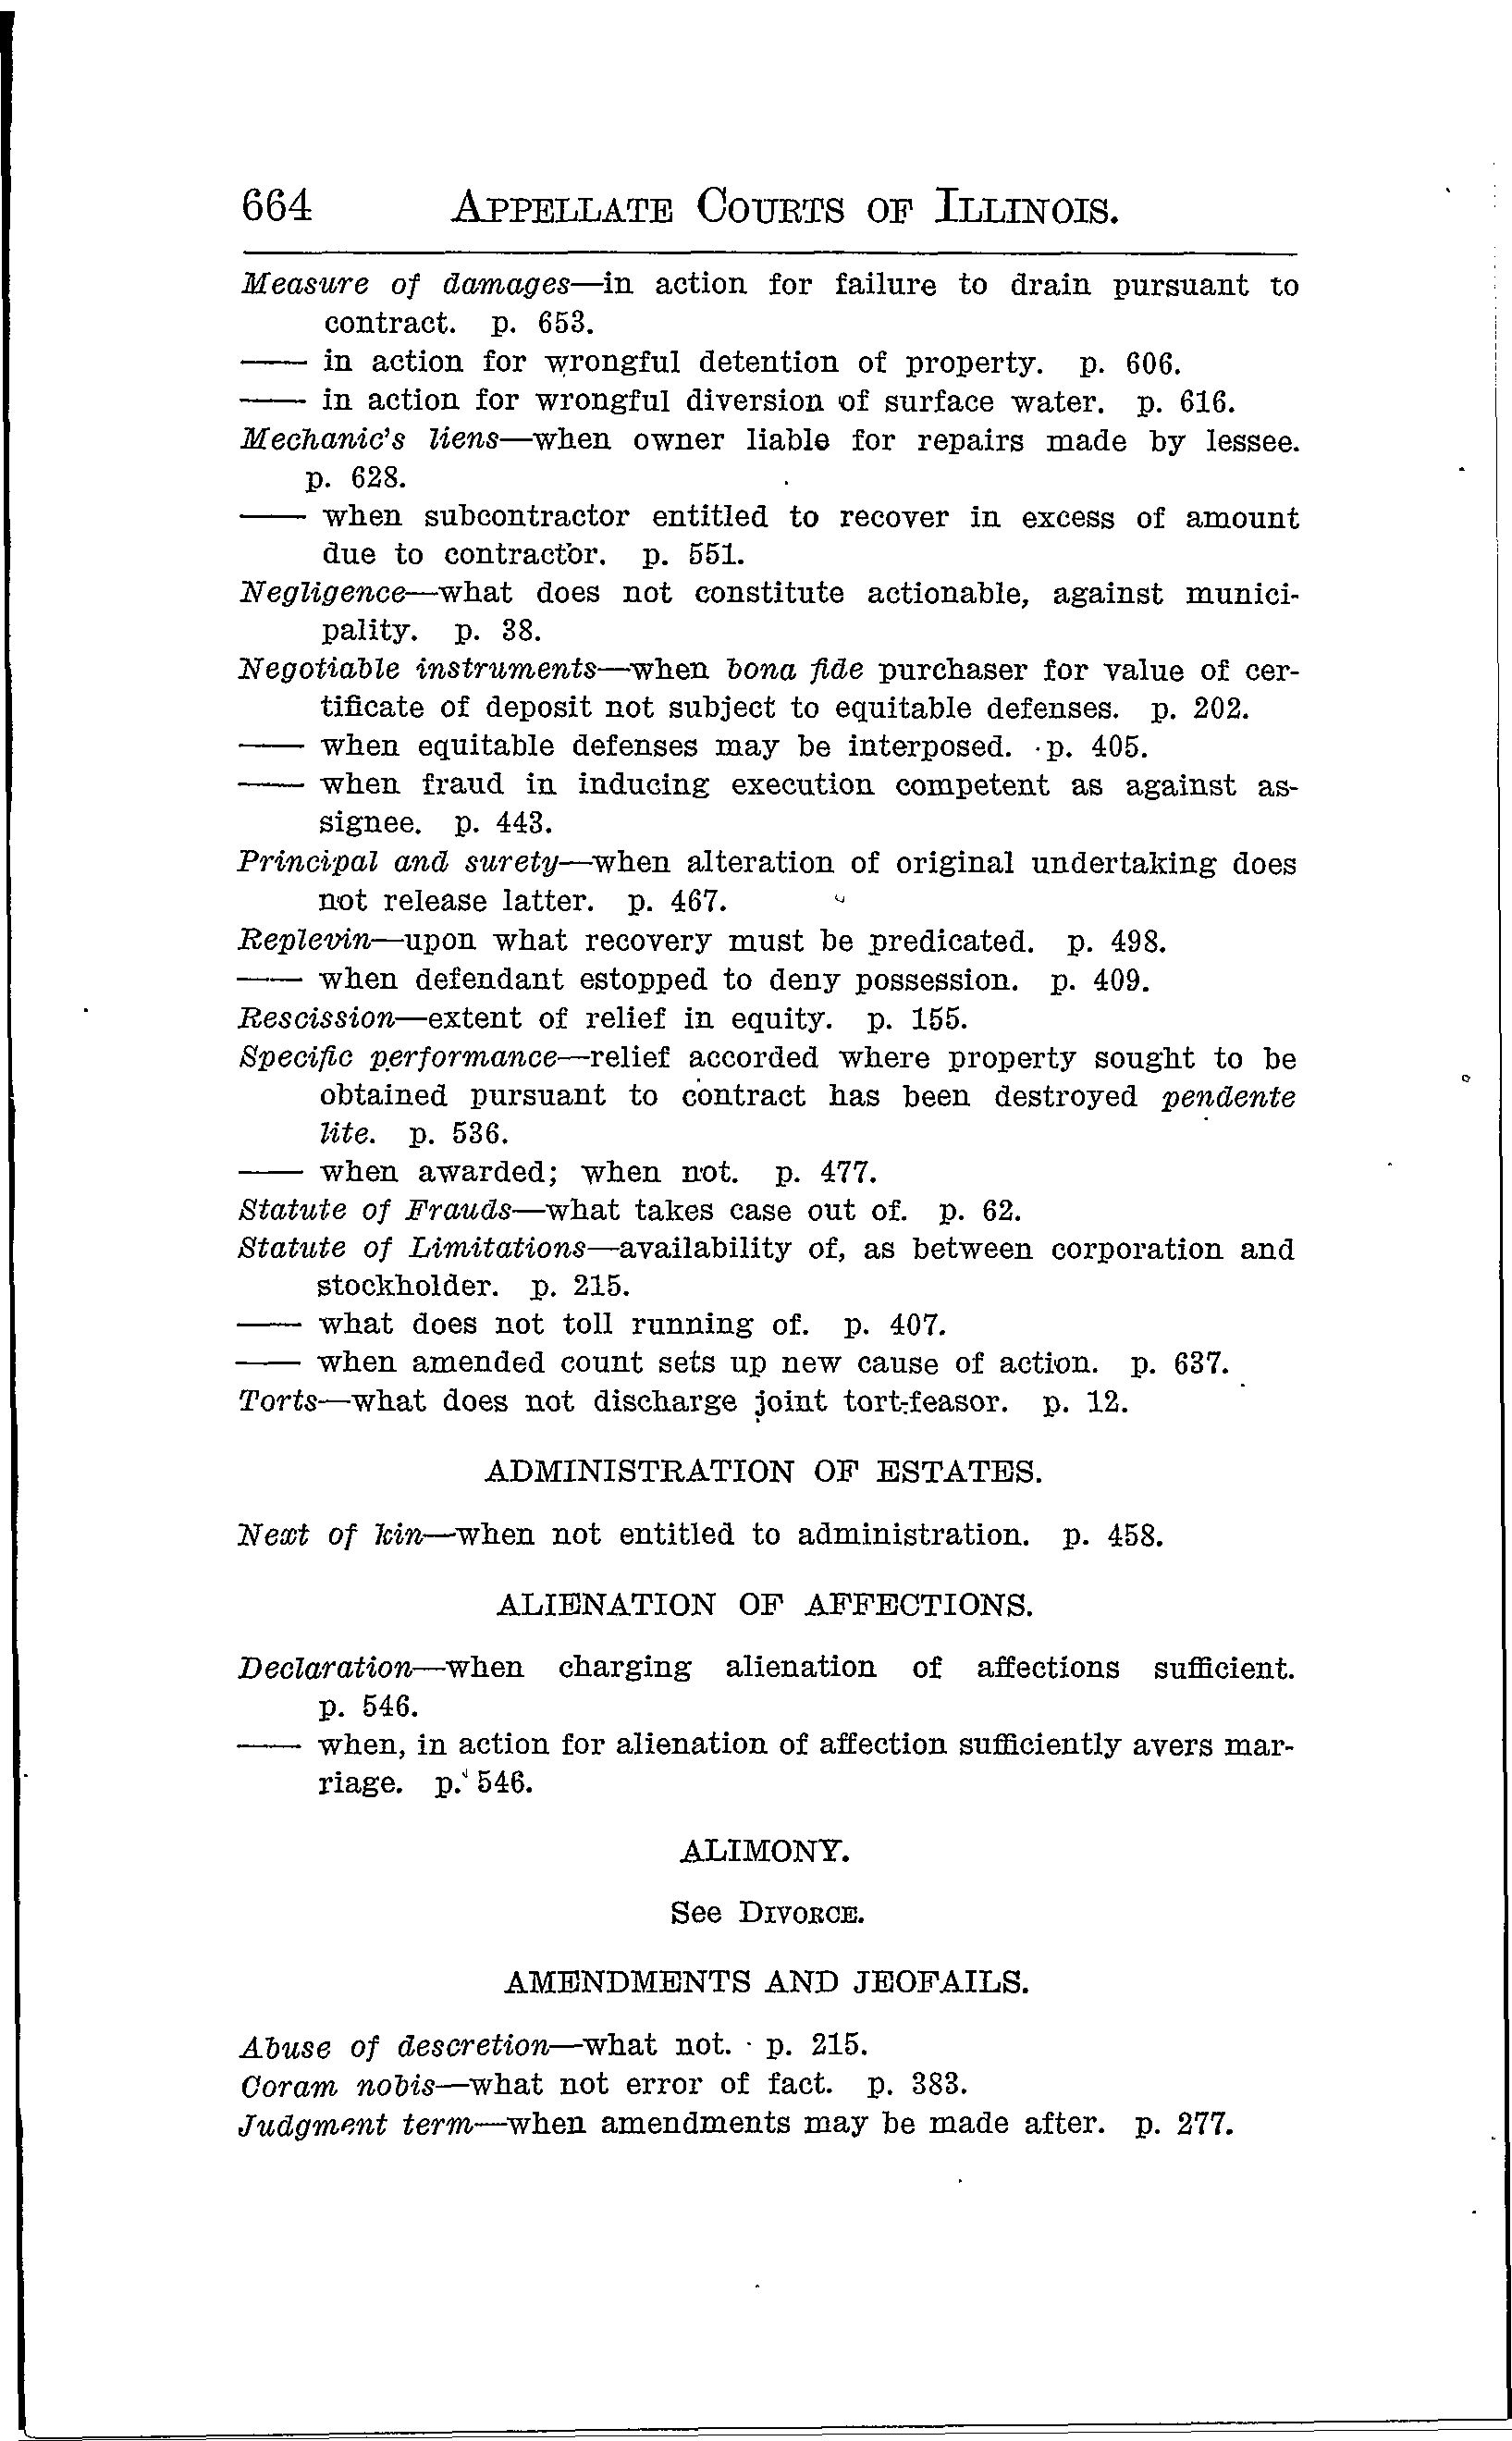 664 APPELLATE COURTS OF ILLINOIS.
Measure of damages—in action for failure to drain pursuant to
contract. p. 653.
—— in action for wrongful detention of property. p. 606.
—— in action for wrongful diversion of surface water. p. 616.
Mechanic's liens—when owner liable for repairs made by lessee.
p. 628.
—— when subcontractor entitled to recover in excess of amount
due to contractor. p. 551.
Negligence—what does not constitute actionable, against munici-
pality. p. 38.
Negotiable instruments—when bona fide purchaser for value of cer-
tificate of deposit not subject to equitable defenses. p. 202.
—— when equitable defenses may be interposed. p. 405.
—— when fraud in inducing execution competent as against as-
signee. p. 443.
Principal and surety—when alteration of original undertaking does
not release latter. p. 467.
Replevin—upon what recovery must be predicated. p. 498.
—— when defendant estopped to deny possession. p. 409.
Rescission—extent of relief in equity. p. 155.
Specific performance—relief accorded where property sought to be
obtained pursuant to contract has been destroyed pendente
lite. p. 536.
—— when awarded; when not. p. 477.
Statute of Frauds—what takes case out of. p. 62.
Statute of Limitations—availability of, as between corporation and
stockholder. p. 215.
—— what does not toll running of. p. 407.
—— when amended count sets up new cause of action. p. 637.
Torts—what does not discharge joint tort-feasor. p. 12.
ADMINISTRATION OF ESTATES.
Next of kin—when not entitled to administration. p. 458.
ALIENATION OF AFFECTIONS.
Declaration—when charging alienation of affections sufficient.
p. 546.
—— when, in action for alienation of affection sufficiently avers mar-
riage. p. 546.
ALIMONY.
See DIVORCE.
AMENDMENTS AND JEOFAILS.
Abuse of descretion—what not. p. 215.
Coram nobis—what not error of fact. p. 383.
Judgment term—when amendments may be made after. p. 277.